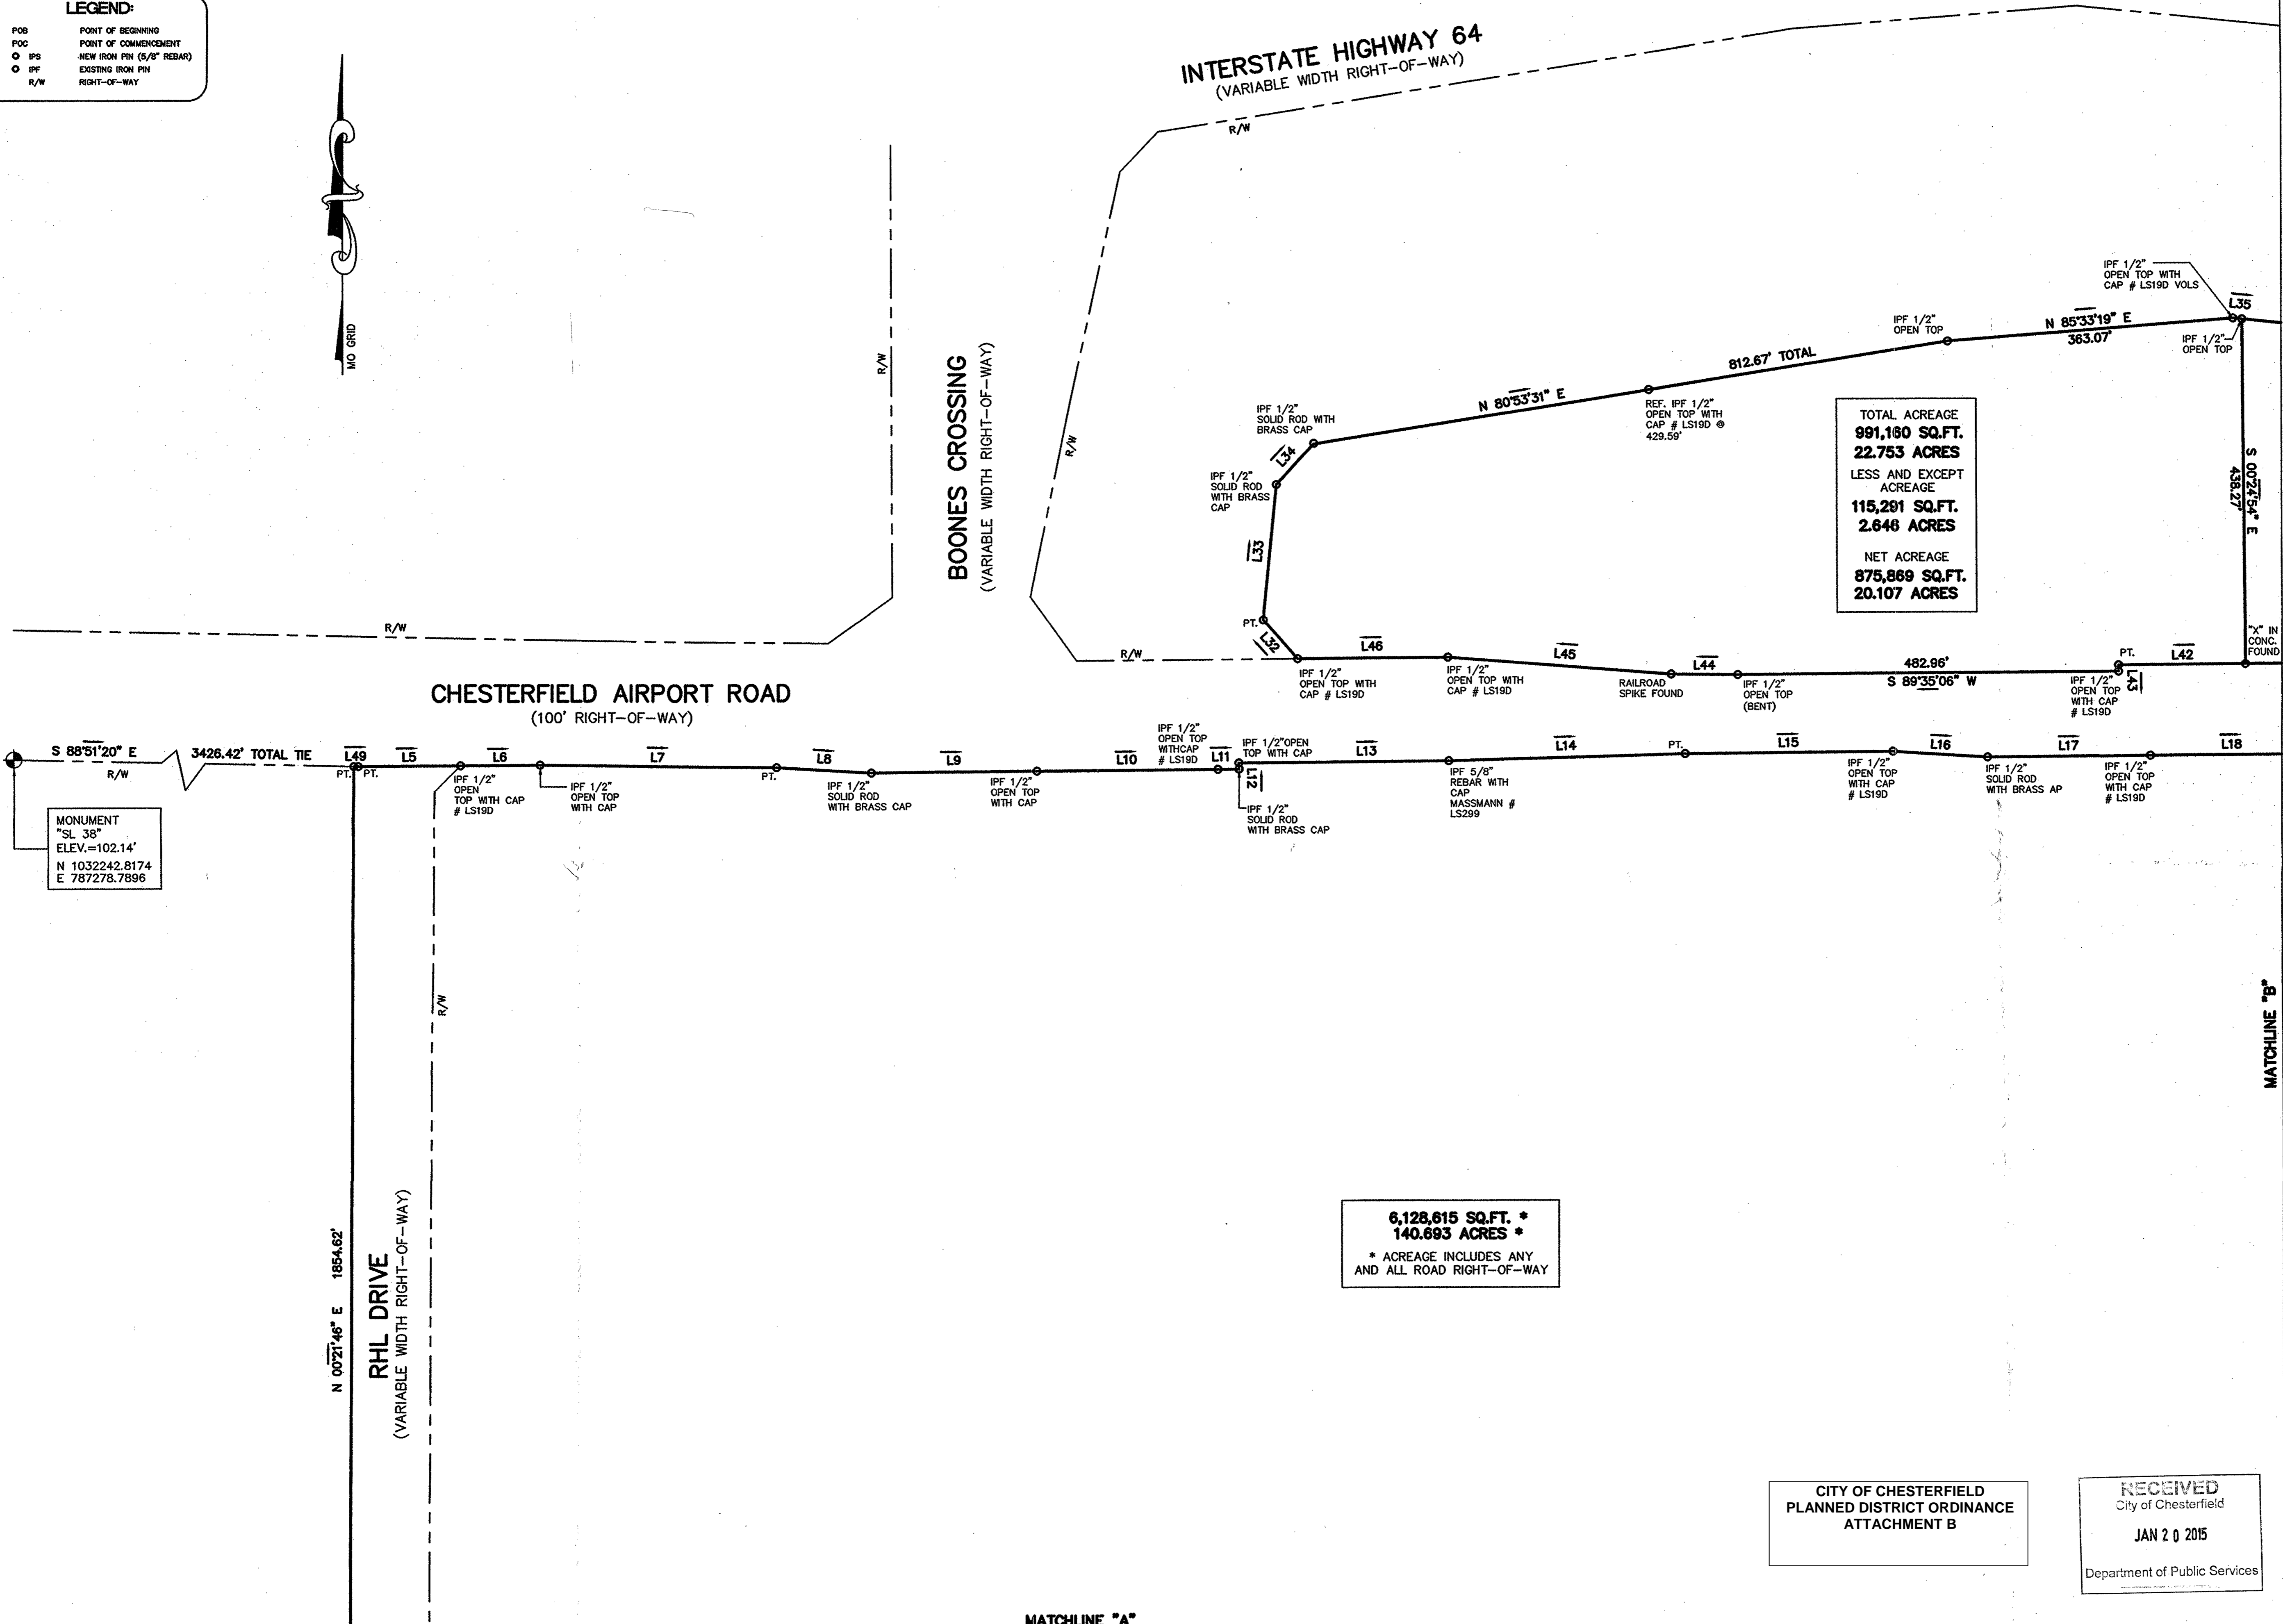 LEGEND:
POB POINT OF BEGINNING
POC POINT OF COMMENCEMENT
IPS NEW IRON PIN (5/8" REBAR)
IPF EXISTING IRON PIN
R/W RIGHT-OF-WAY
MO GRID
INTERSTATE HIGHWAY 64
(VARIABLE WIDTH RIGHT-OF-WAY)
R/W
R/W
R/W
BOONES CROSSING
(VARIABLE WIDTH RIGHT-OF-WAY)
IPF 1/2"
OPEN TOP WITH
CAP # LS19D VOLS
L35
IPF 1/2"
OPEN TOP
N 85°33'19" E
363.07'
IPF 1/2"
OPEN TOP
812.67' TOTAL
N 80°53'31" E
REF. IPF 1/2"
OPEN TOP WITH
CAP # LS19D @
429.59'
IPF 1/2"
SOLID ROD WITH
BRASS CAP
L34
IPF 1/2"
SOLID ROD
WITH BRASS
CAP
L33
PT.
L32
TOTAL ACREAGE
991,160 SQ.FT.
22.753 ACRES
LESS AND EXCEPT
ACREAGE
115,291 SQ.FT.
2.646 ACRES
NET ACREAGE
875,869 SQ.FT.
20.107 ACRES
S 00°24'54" E
438.27'
"X" IN
CONC.
FOUND
R/W
R/W
L46
L45
L44
482.96'
S 89°35'06" W
PT.
L42
L43
IPF 1/2"
OPEN TOP WITH
CAP # LS19D
IPF 1/2"
OPEN TOP WITH
CAP # LS19D
RAILROAD
SPIKE FOUND
IPF 1/2"
OPEN TOP
(BENT)
IPF 1/2"
OPEN TOP
WITH CAP
# LS19D
CHESTERFIELD AIRPORT ROAD
(100' RIGHT-OF-WAY)
S 88°51'20" E
R/W
3426.42' TOTAL TIE
L49
PT.
PT.
L5
L6
L7
PT.
L8
L9
L10
IPF 1/2"
OPEN TOP
WITHCAP
# LS19D
L11
IPF 1/2"OPEN
TOP WITH CAP
L12
L13
L14
PT.
L15
L16
L17
L18
IPF 1/2"
OPEN
TOP WITH CAP
# LS19D
IPF 1/2"
OPEN TOP
WITH CAP
IPF 1/2"
SOLID ROD
WITH BRASS CAP
IPF 1/2"
OPEN TOP
WITH CAP
IPF 1/2"
SOLID ROD
WITH BRASS CAP
IPF 5/8"
REBAR WITH
CAP
MASSMANN #
LS299
IPF 1/2"
OPEN TOP
WITH CAP
# LS19D
IPF 1/2"
SOLID ROD
WITH BRASS AP
IPF 1/2"
OPEN TOP
WITH CAP
# LS19D
MONUMENT
"SL 38"
ELEV.=102.14'
N 1032242.8174
E 787278.7896
R/W
MATCHLINE "B"
N 00°21'46" E 1854.62'
RHL DRIVE
(VARIABLE WIDTH RIGHT-OF-WAY)
6,128,615 SQ.FT. *
140.693 ACRES *
* ACREAGE INCLUDES ANY
AND ALL ROAD RIGHT-OF-WAY
CITY OF CHESTERFIELD
PLANNED DISTRICT ORDINANCE
ATTACHMENT B
RECEIVED
City of Chesterfield
JAN 20 2015
Department of Public Services
MATCHLINE "A"